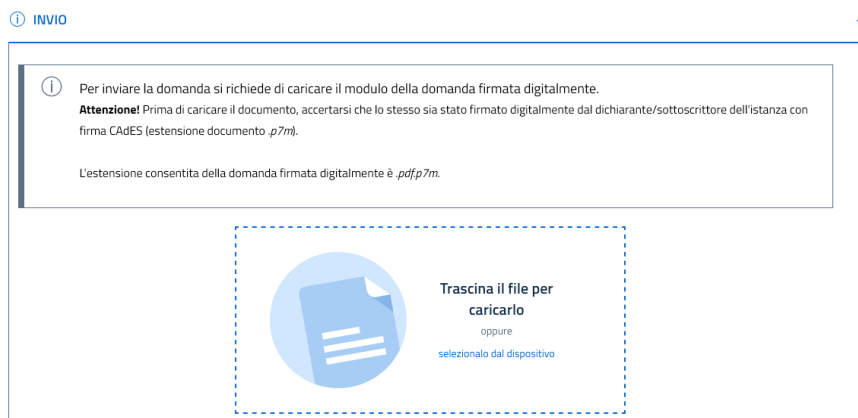 INVIO
Per inviare la domanda si richiede di caricare il modulo della domanda firmata digitalmente.
Attenzione! Prima di caricare il documento, accertarsi che lo stesso sia stato firmato digitalmente dal dichiarante/sottoscrittore dell'istanza con
firma CAdES (estensione documento .p7m).
L'estensione consentita della domanda firmata digitalmente è .pdf.p7m.
Trascina il file per
caricarlo
oppure
selezionalo dal dispositivo